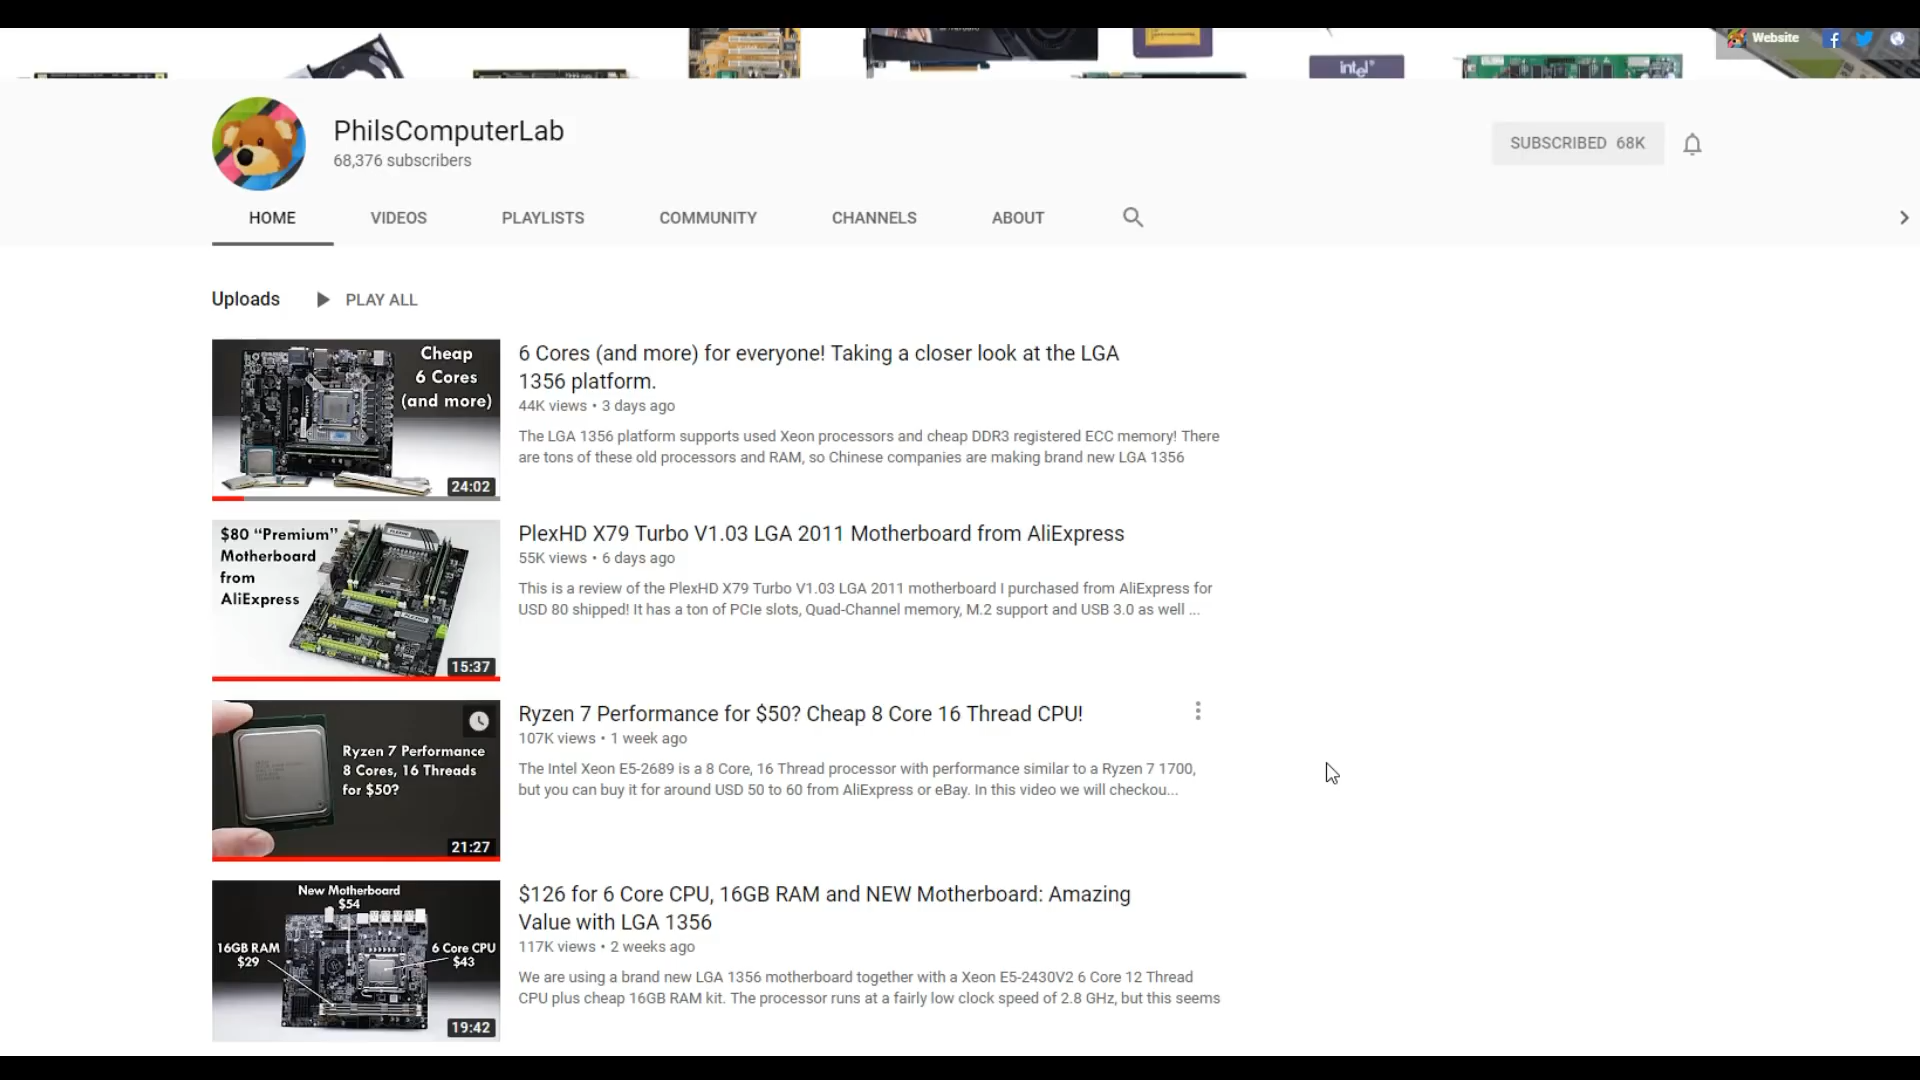 Website
intel
PhilsComputerLab
68,376 subscribers
SUBSCRIBED 68K
HOME VIDEOS PLAYLISTS COMMUNITY CHANNELS ABOUT
Uploads PLAY ALL
Cheap
6 Cores
(and more)
24:02
6 Cores (and more) for everyone! Taking a closer look at the LGA
1356 platform.
44K views • 3 days ago
The LGA 1356 platform supports used Xeon processors and cheap DDR3 registered ECC memory! There
are tons of these old processors and RAM, so Chinese companies are making brand new LGA 1356
$80 “Premium”
Motherboard
from
AliExpress
15:37
PlexHD X79 Turbo V1.03 LGA 2011 Motherboard from AliExpress
55K views • 6 days ago
This is a review of the PlexHD X79 Turbo V1.03 LGA 2011 motherboard I purchased from AliExpress for
USD 80 shipped! It has a ton of PCIe slots, Quad-Channel memory, M.2 support and USB 3.0 as well ...
Ryzen 7 Performance
8 Cores, 16 Threads
for $50?
21:27
Ryzen 7 Performance for $50? Cheap 8 Core 16 Thread CPU!
107K views • 1 week ago
The Intel Xeon E5-2689 is a 8 Core, 16 Thread processor with performance similar to a Ryzen 7 1700,
but you can buy it for around USD 50 to 60 from AliExpress or eBay. In this video we will checkou...
New Motherboard
$54
16GB RAM
$29
6 Core CPU
$43
19:42
$126 for 6 Core CPU, 16GB RAM and NEW Motherboard: Amazing
Value with LGA 1356
117K views • 2 weeks ago
We are using a brand new LGA 1356 motherboard together with a Xeon E5-2430V2 6 Core 12 Thread
CPU plus cheap 16GB RAM kit. The processor runs at a fairly low clock speed of 2.8 GHz, but this seems